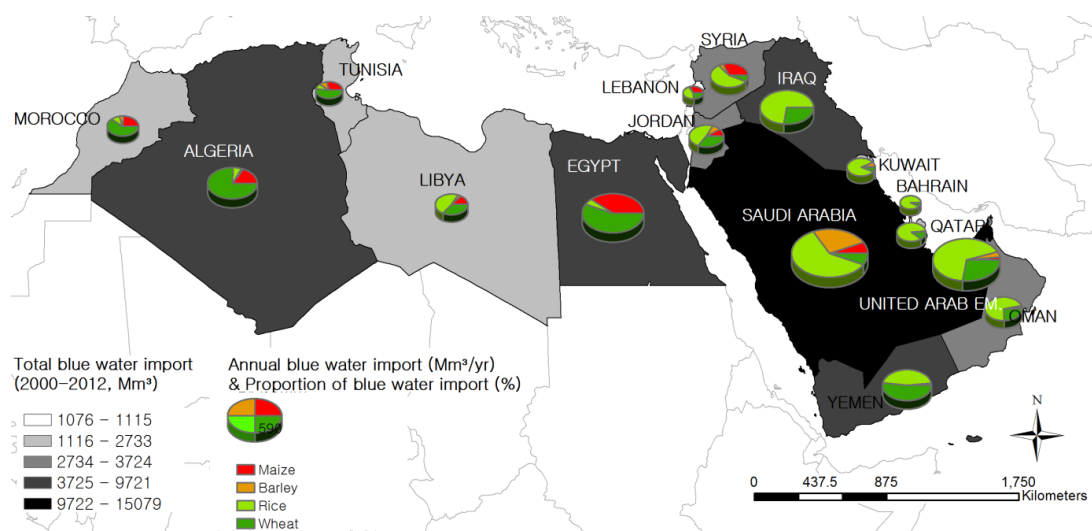 SYRIA
TUNISIA
LEBANON
IRAQ
MOROCCO
JORDAN
ALGERIA
EGYPT
KUWAIT
LIBYA
BAHRAIN
SAUDI ARABIA
QATAR
UNITED ARAB EM.
OMAN
YEMEN
Total blue water import
(2000-2012, Mm³)
1076 - 1115
1116 - 2733
2734 - 3724
3725 - 9721
9722 - 15079
Annual blue water import (Mm³/yr)
& Proportion of blue water import (%)
Maize
Barley
Rice
Wheat
N
0 437.5 875 1,750
Kilometers